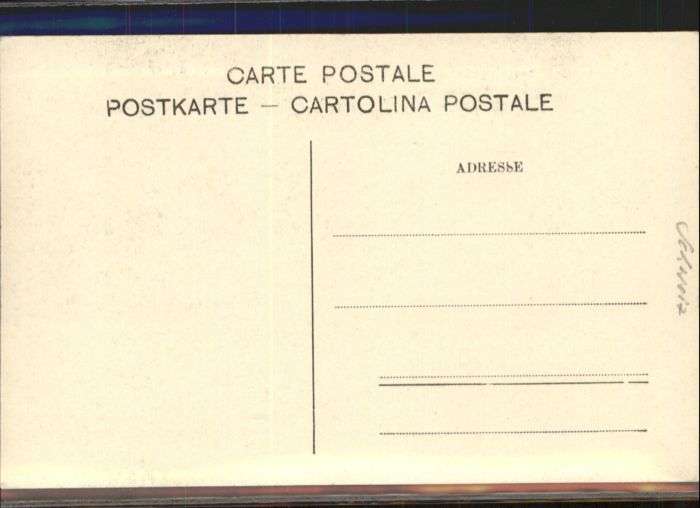 CARTE POSTALE
POSTKARTE — CARTOLINA POSTALE
ADRESSE